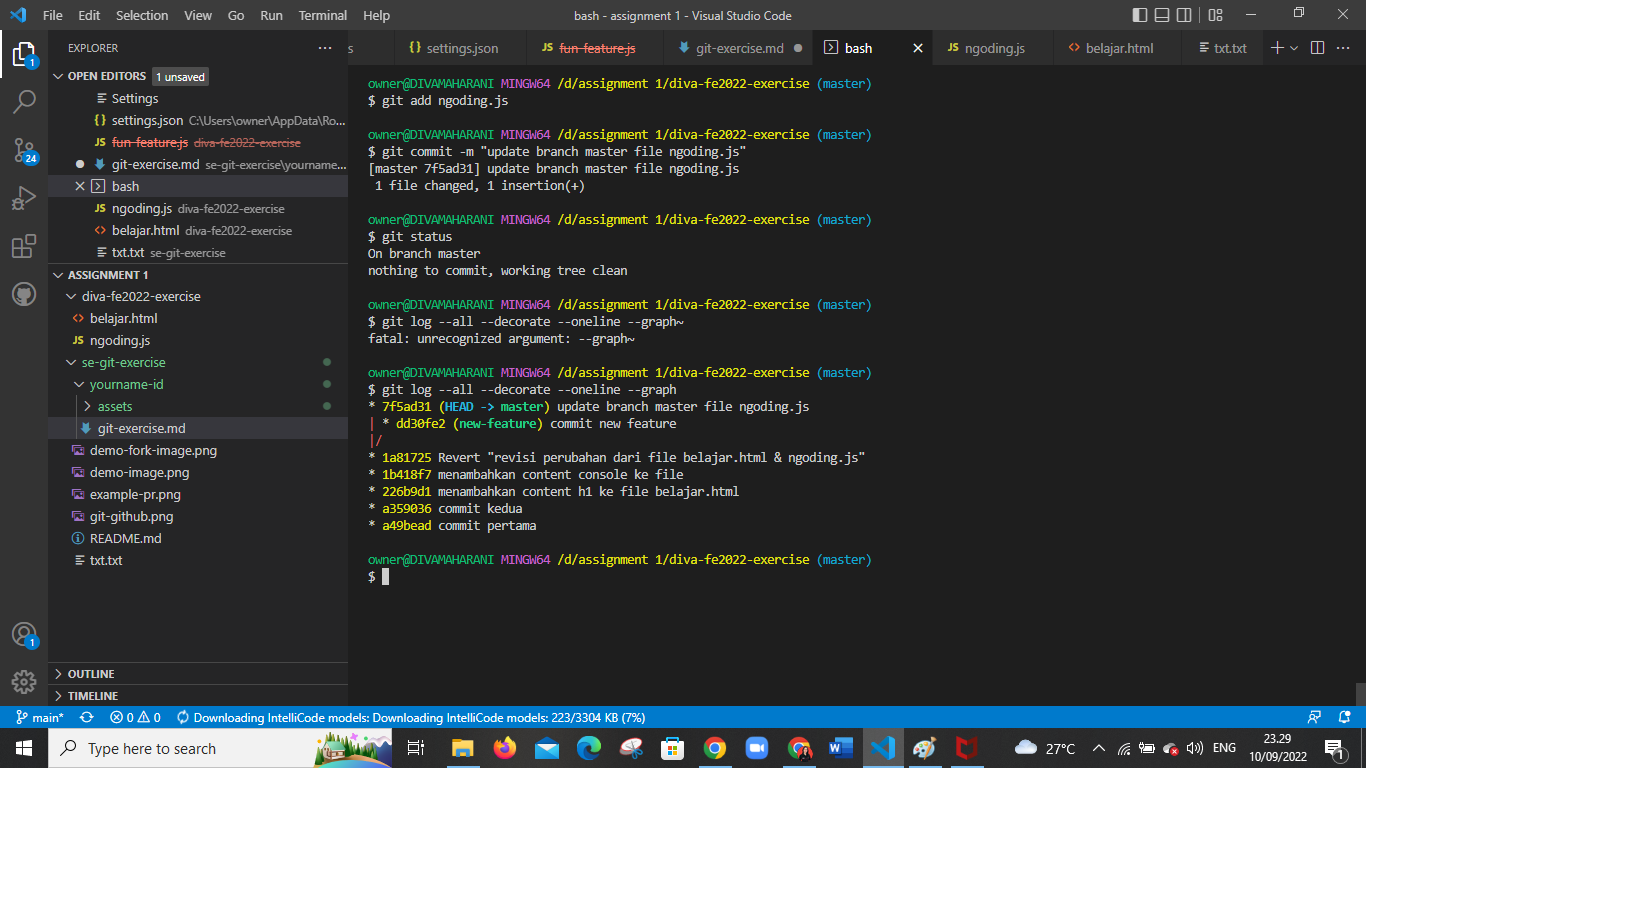 File Edit Selection View Go Run Terminal Help
bash - assignment 1 - Visual Studio Code
EXPLORER
s settings.json JS fun-feature.js git-exercise.md bash JS ngoding.js belajar.html txt.txt
OPEN EDITORS 1 unsaved
Settings
{} settings.json C:\Users\owner\AppData\Ro...
JS fun-feature.js diva-fe2022-exercise
git-exercise.md se-git-exercise\yourname...
bash
JS ngoding.js diva-fe2022-exercise
<> belajar.html diva-fe2022-exercise
txt.txt se-git-exercise
ASSIGNMENT 1
diva-fe2022-exercise
<> belajar.html
JS ngoding.js
se-git-exercise
yourname-id
assets
git-exercise.md
demo-fork-image.png
demo-image.png
example-pr.png
git-github.png
README.md
txt.txt
OUTLINE
TIMELINE
1
24
1
owner@DIVAMAHARANI MINGW64 /d/assignment 1/diva-fe2022-exercise (master)
$ git add ngoding.js
owner@DIVAMAHARANI MINGW64 /d/assignment 1/diva-fe2022-exercise (master)
$ git commit -m "update branch master file ngoding.js"
[master 7f5ad31] update branch master file ngoding.js
1 file changed, 1 insertion(+)
owner@DIVAMAHARANI MINGW64 /d/assignment 1/diva-fe2022-exercise (master)
$ git status
On branch master
nothing to commit, working tree clean
owner@DIVAMAHARANI MINGW64 /d/assignment 1/diva-fe2022-exercise (master)
$ git log --all --decorate --oneline --graph~
fatal: unrecognized argument: --graph~
owner@DIVAMAHARANI MINGW64 /d/assignment 1/diva-fe2022-exercise (master)
$ git log --all --decorate --oneline --graph
* 7f5ad31 (HEAD -> master) update branch master file ngoding.js
| * dd30fe2 (new-feature) commit new feature
|/
* 1a81725 Revert "revisi perubahan dari file belajar.html & ngoding.js"
* 1b418f7 menambahkan content console ke file
* 226b9d1 menambahkan content h1 ke file belajar.html
* a359036 commit kedua
* a49bead commit pertama
owner@DIVAMAHARANI MINGW64 /d/assignment 1/diva-fe2022-exercise (master)
$
main* 0 0 Downloading IntelliCode models: Downloading IntelliCode models: 223/3304 KB (7%)
Type here to search
27°C ENG
23.29
10/09/2022
1